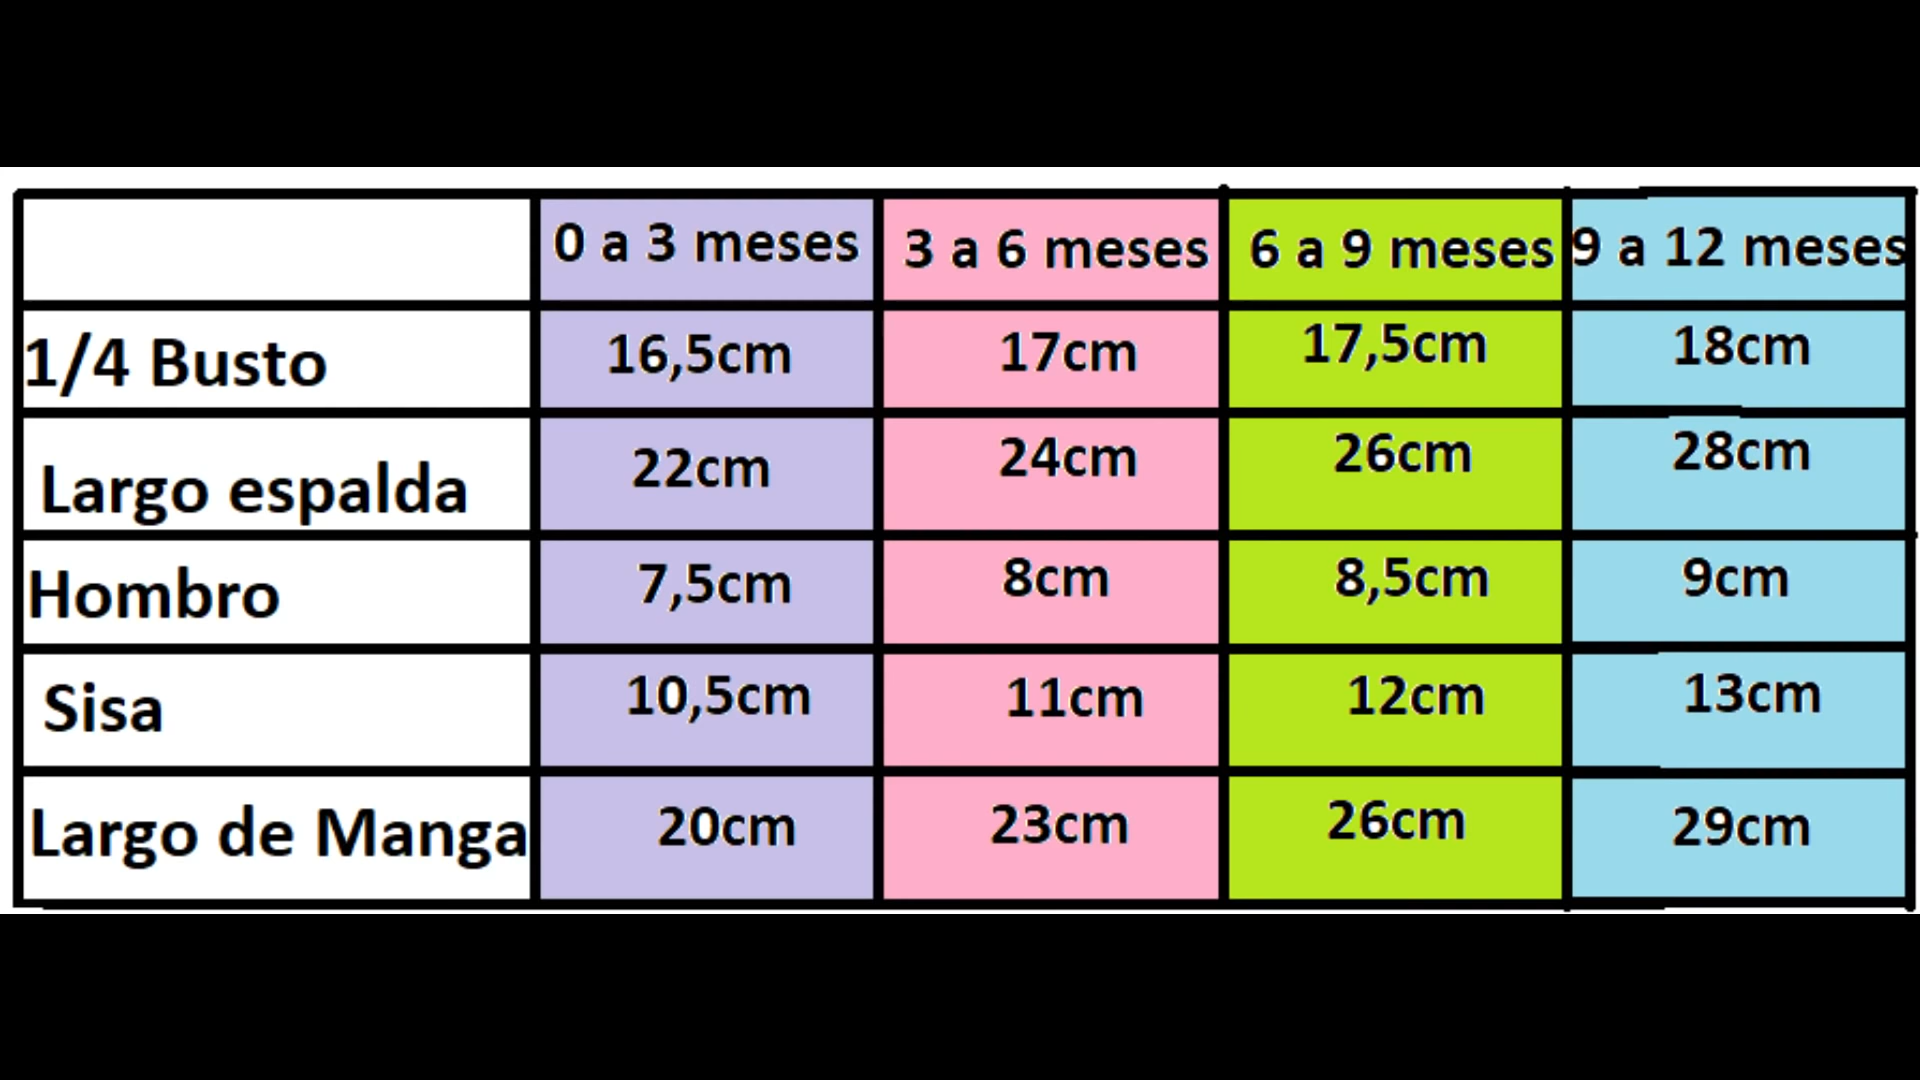 0 a 3 meses 3 a 6 meses 6 a 9 meses 9 a 12 meses
1/4 Busto 16,5cm 17cm 17,5cm 18cm
Largo espalda 22cm 24cm 26cm 28cm
Hombro 7,5cm 8cm 8,5cm 9cm
Sisa 10,5cm 11cm 12cm 13cm
Largo de Manga 20cm 23cm 26cm 29cm